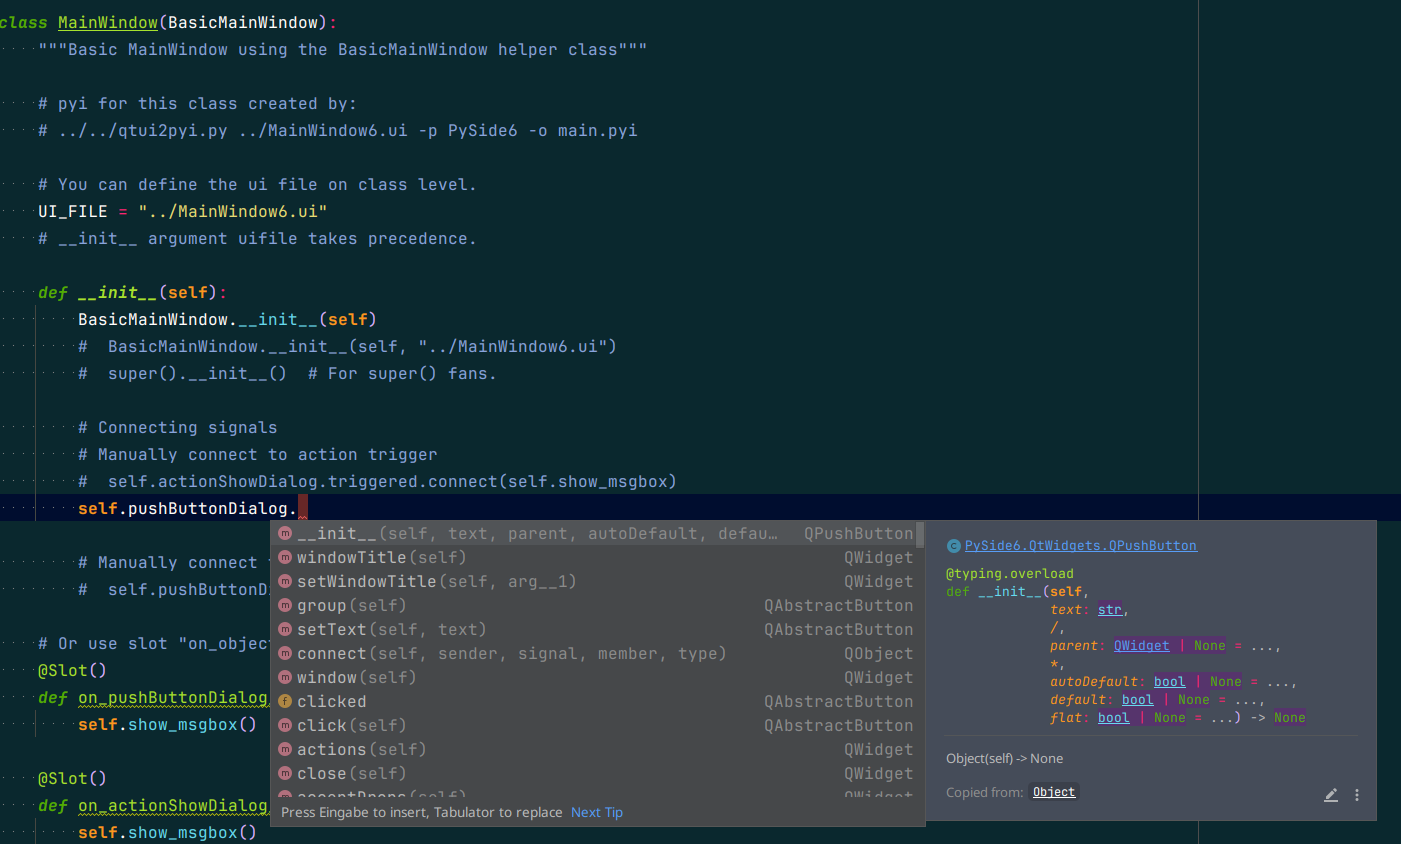 class MainWindow(BasicMainWindow):
"""Basic MainWindow using the BasicMainWindow helper class"""
# pyi for this class created by:
# ../../qtui2pyi.py ../MainWindow6.ui -p PySide6 -o main.pyi
# You can define the ui file on class level.
UI_FILE = "../MainWindow6.ui"
# __init__ argument uifile takes precedence.
def __init__(self):
BasicMainWindow.__init__(self)
#  BasicMainWindow.__init__(self, "../MainWindow6.ui")
#  super().__init__()  # For super() fans.
# Connecting signals
# Manually connect to action trigger
#  self.actionShowDialog.triggered.connect(self.show_msgbox)
self.pushButtonDialog.
# Manually connect
#  self.pushButtonD
# Or use slot "on_object
@Slot()
def on_pushButtonDialog
self.show_msgbox()
@Slot()
def on_actionShowDialog
self.show_msgbox()
m __init__(self, text, parent, autoDefault, defau… QPushButton
m windowTitle(self) QWidget
m setWindowTitle(self, arg__1) QWidget
m group(self) QAbstractButton
m setText(self, text) QAbstractButton
m connect(self, sender, signal, member, type) QObject
m window(self) QWidget
f clicked QAbstractButton
m click(self) QAbstractButton
m actions(self) QWidget
m close(self) QWidget
m acceptDrops(self) QWidget
Press Eingabe to insert, Tabulator to replace Next Tip
C PySide6.QtWidgets.QPushButton
@typing.overload
def __init__(self,
text: str,
/,
parent: QWidget | None = ...,
*,
autoDefault: bool | None = ...,
default: bool | None = ...,
flat: bool | None = ...) -> None
Object(self) -> None
Copied from: Object